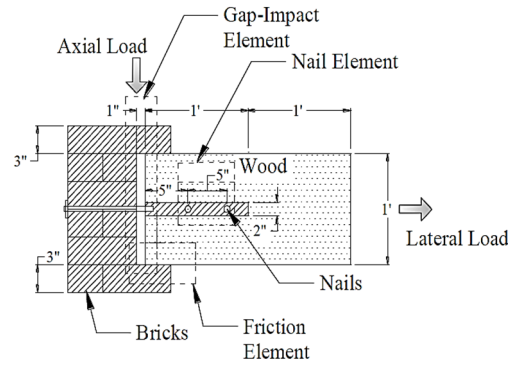 Gap-Impact
Element
Axial Load
Nail Element
1"
1'
1'
3"
Wood
5"
5"
1'
2"
Lateral Load
3"
Nails
Bricks
Friction
Element